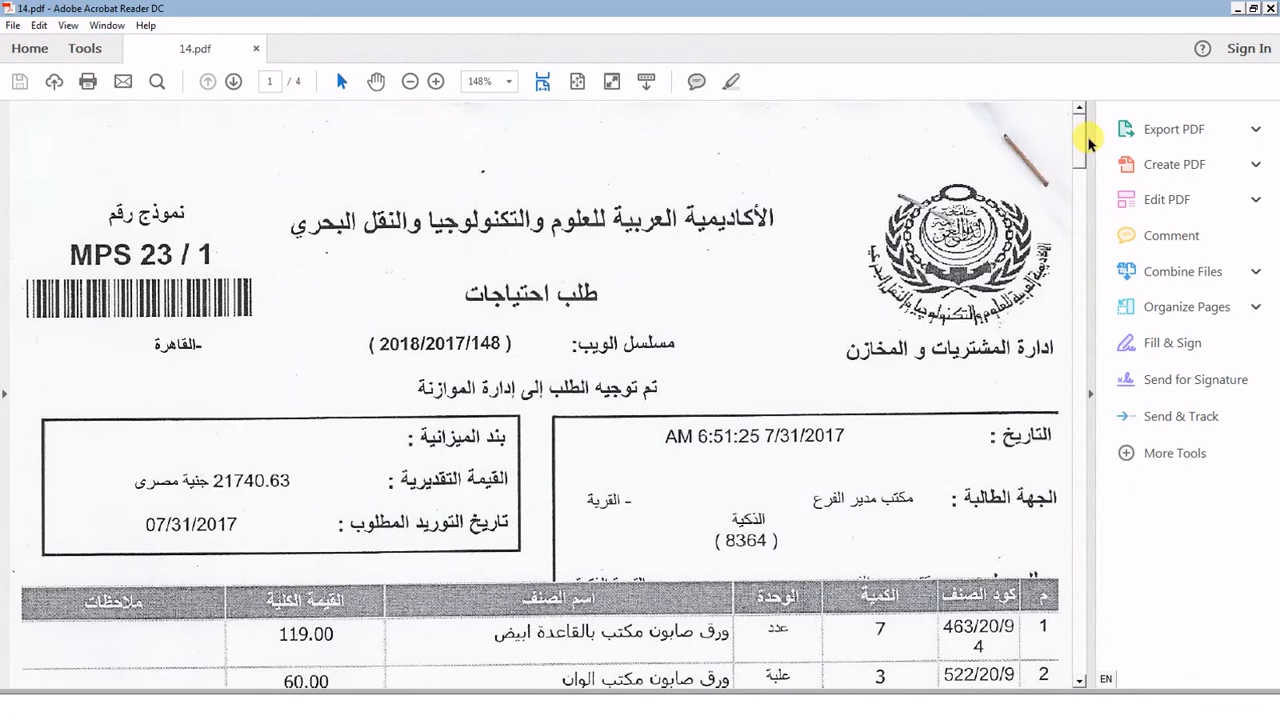 14.pdf - Adobe Acrobat Reader DC
File Edit View Window Help
Home Tools 14.pdf × Sign In
1 / 4 148%
Export PDF
Create PDF
Edit PDF
Comment
Combine Files
Organize Pages
Fill & Sign
Send for Signature
Send & Track
More Tools
الأكاديمية العربية للعلوم والتكنولوجيا والنقل البحري
نموذج رقم
MPS 23 / 1
طلب احتياجات
ادارة المشتريات و المخازن
مسلسل الويب: ( 2018/2017/148 )
-القاهرة
تم توجيه الطلب إلى إدارة الموازنة
التاريخ : AM 6:51:25 7/31/2017
الجهة الطالبة : مكتب مدير الفرع - القرية
الذكية
( 8364 )
بند الميزانية :
القيمة التقديرية : 21740.63 جنية مصرى
تاريخ التوريد المطلوب : 07/31/2017
م كود الصنف الكمية الوحدة اسم الصنف القيمة الكلية ملاحظات
1 463/20/9 7 عدد ورق صابون مكتب بالقاعدة ابيض 119.00
4
2 522/20/9 3 علبة ورق صابون مكتب الوان 60.00
EN